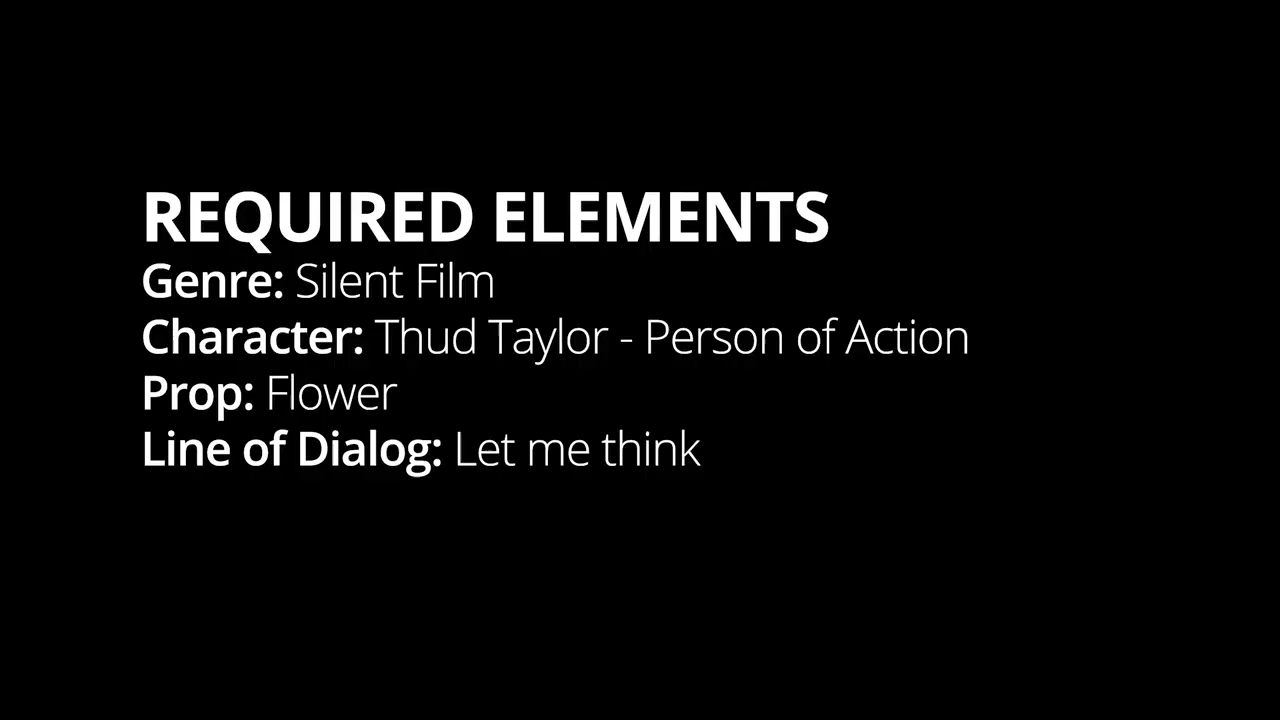 REQUIRED ELEMENTS
Genre: Silent Film
Character: Thud Taylor - Person of Action
Prop: Flower
Line of Dialog: Let me think